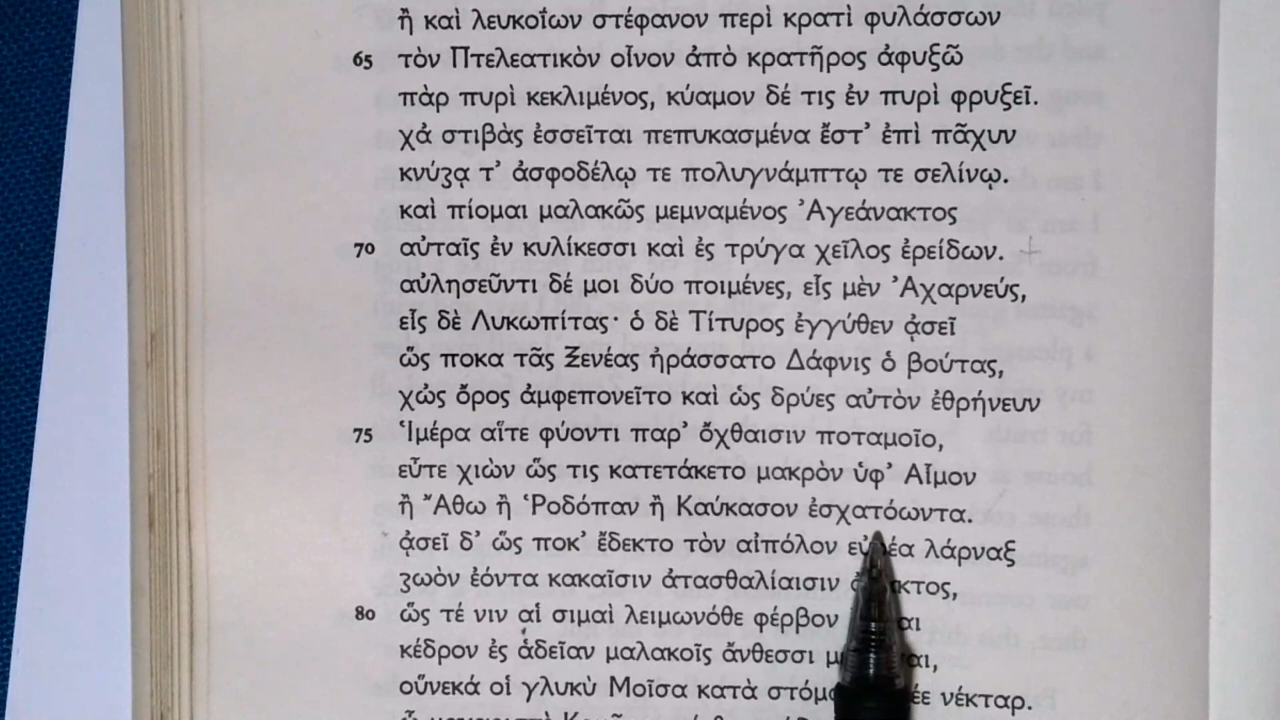 ἢ καὶ λευκοΐων στέφανον περὶ κρατὶ φυλάσσων
65 τὸν Πτελεατικὸν οἶνον ἀπὸ κρατῆρος ἀφυξῶ
πὰρ πυρὶ κεκλιμένος, κύαμον δέ τις ἐν πυρὶ φρυξεῖ.
χἀ στιβὰς ἐσσεῖται πεπυκασμένα ἔστ’ ἐπὶ πᾶχυν
κνύζᾳ τ’ ἀσφοδέλῳ τε πολυγνάμπτῳ τε σελίνῳ.
καὶ πίομαι μαλακῶς μεμναμένος Ἀγεάνακτος
70 αὐταῖς ἐν κυλίκεσσι καὶ ἐς τρύγα χεῖλος ἐρείδων.
αὐλησεῦντι δέ μοι δύο ποιμένες, εἷς μὲν Ἀχαρνεύς,
εἷς δὲ Λυκωπίτας· ὁ δὲ Τίτυρος ἐγγύθεν ᾀσεῖ
ὥς ποκα τᾶς Ξενέας ἠράσσατο Δάφνις ὁ βούτας,
χὠς ὄρος ἀμφεπονεῖτο καὶ ὡς δρύες αὐτὸν ἐθρήνευν
75 Ἱμέρα αἵτε φύοντι παρ’ ὄχθαισιν ποταμοῖο,
εὖτε χιὼν ὥς τις κατετάκετο μακρὸν ὑφ’ Αἷμον
ἢ Ἄθω ἢ Ῥοδόπαν ἢ Καύκασον ἐσχατόωντα.
ᾀσεῖ δ’ ὥς ποκ’ ἔδεκτο τὸν αἰπόλον εὐρέα λάρναξ
ζωὸν ἐόντα κακαῖσιν ἀτασθαλίαισιν
80 ὥς τέ νιν αἱ σιμαὶ λειμωνόθε φέρβον
κέδρον ἐς ἁδεῖαν μαλακοῖς ἄνθεσσι
οὕνεκά οἱ γλυκὺ Μοῖσα κατὰ νέκταρ.